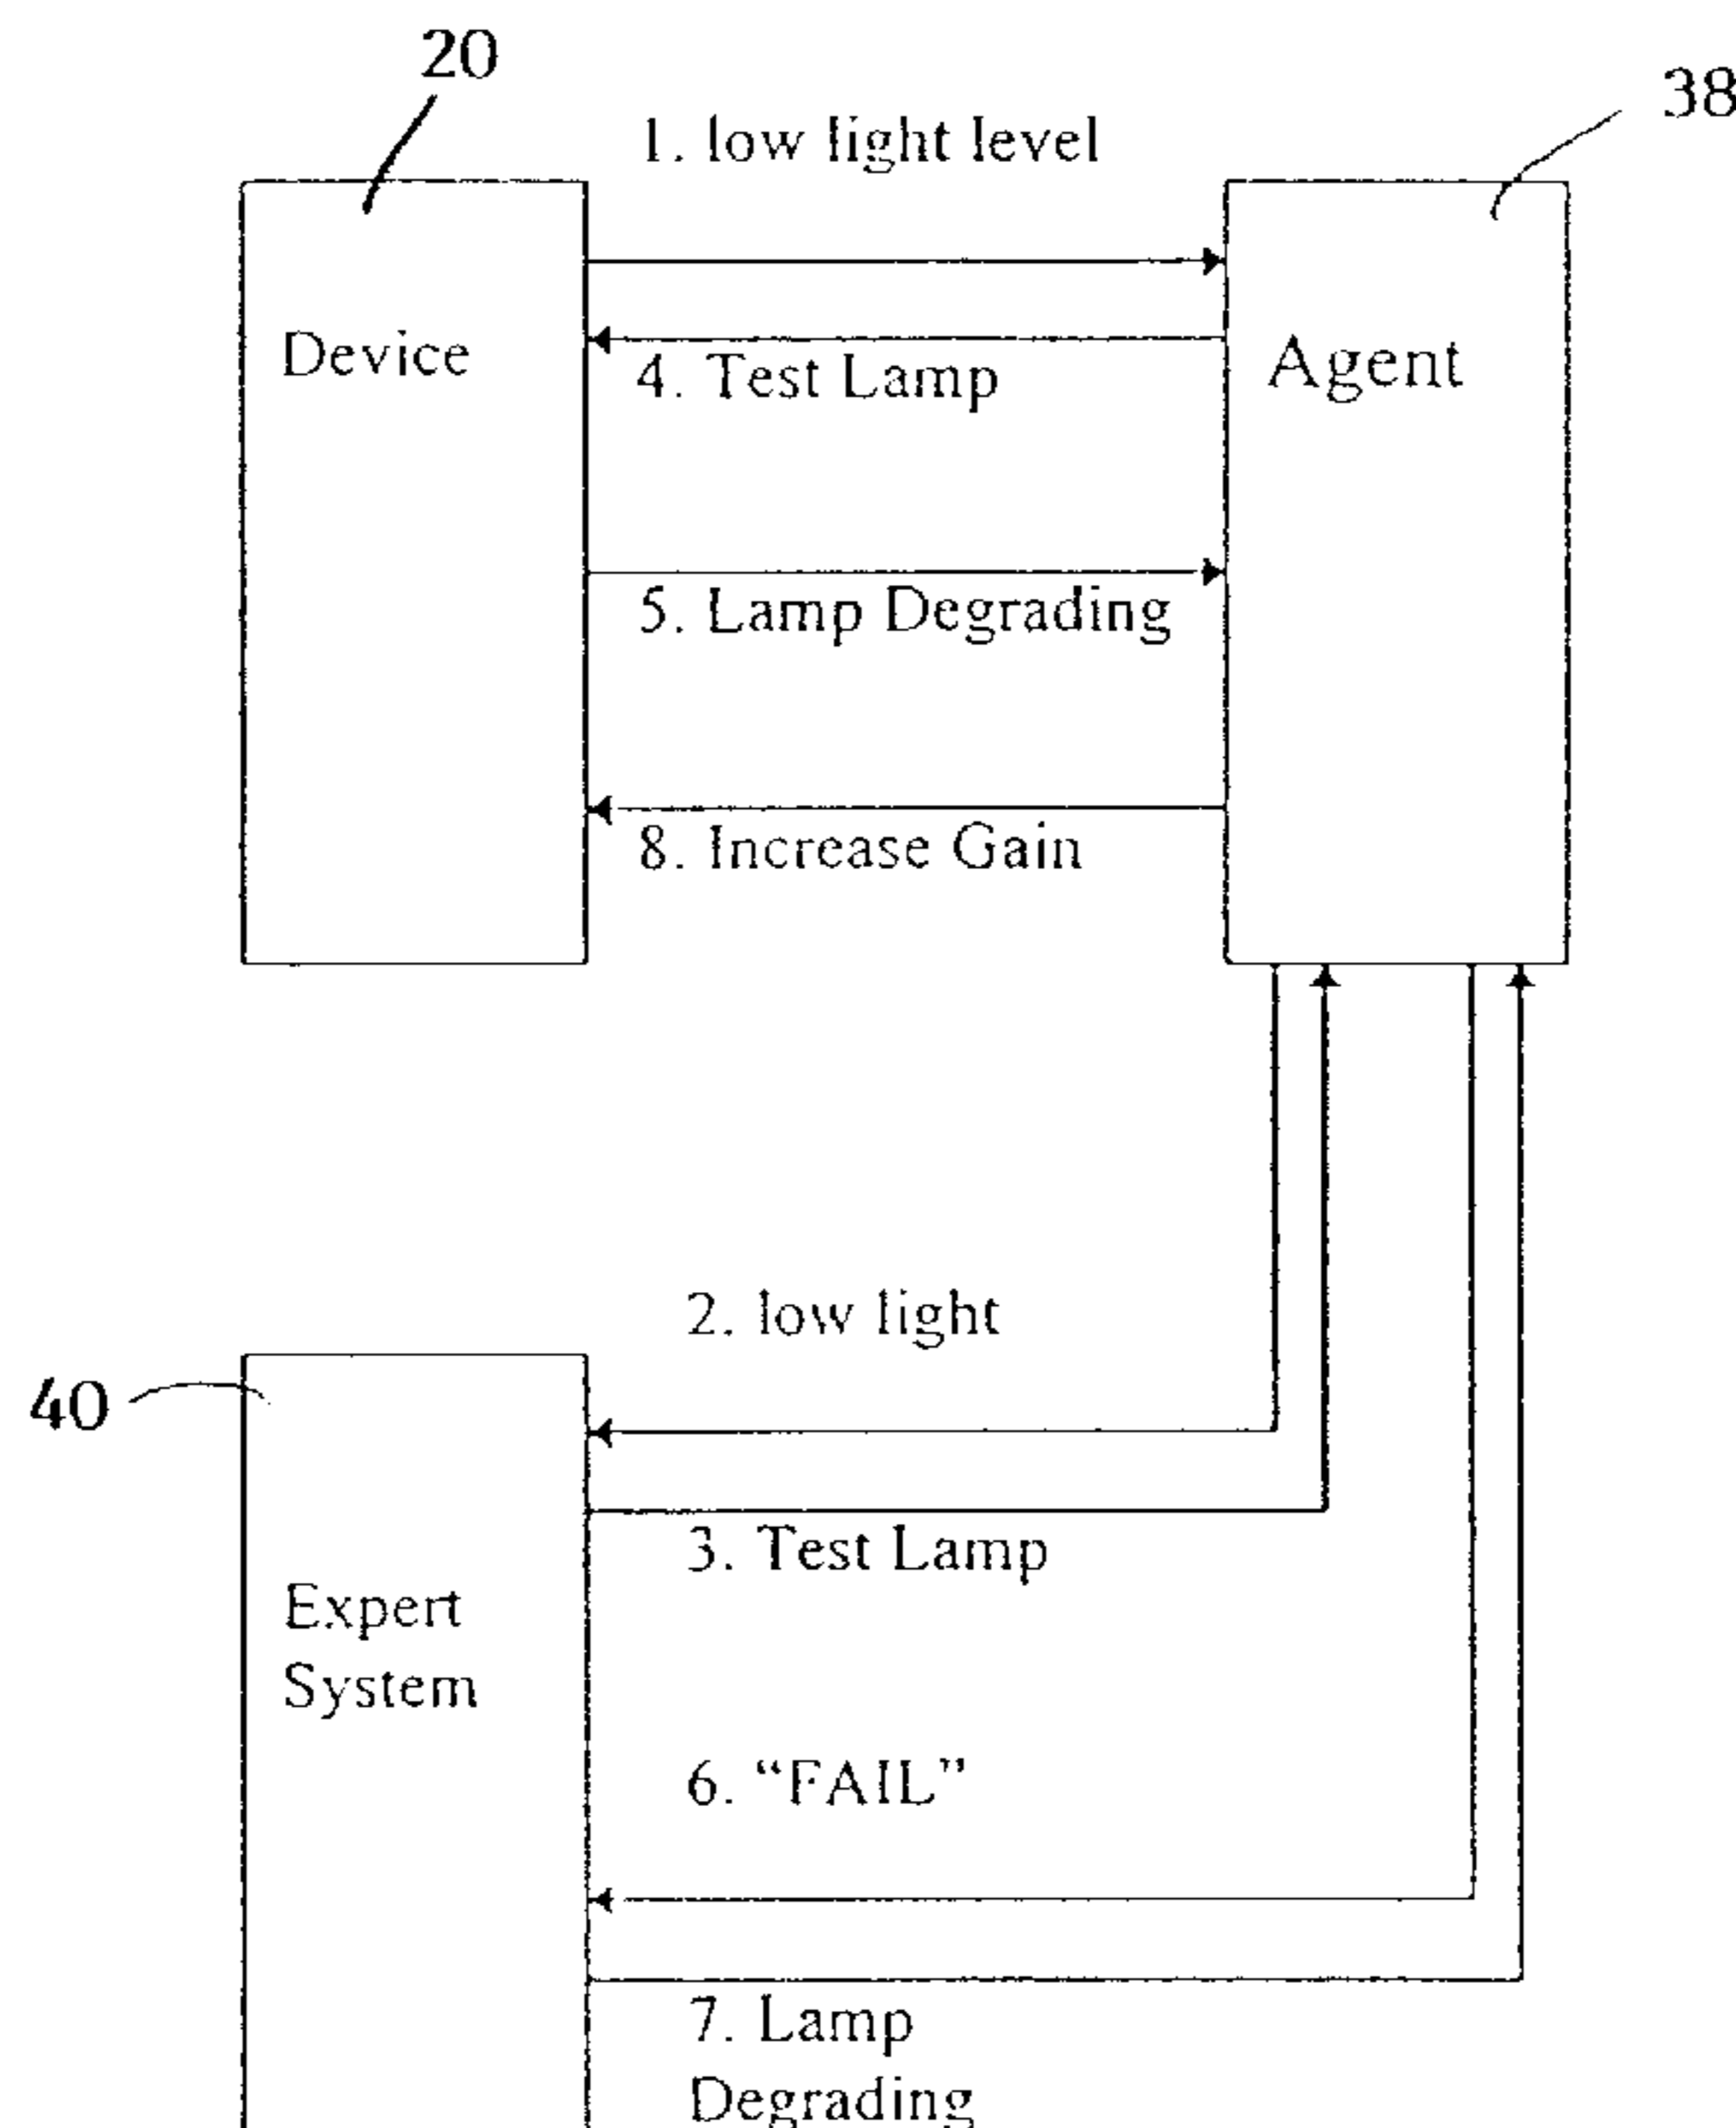 20
38
1. low light level
Device
Agent
4. Test Lamp
5. Lamp Degrading
8. Increase Gain
2. low light
40
3. Test Lamp
Expert
System
6. “FAIL”
7. Lamp
Degrading